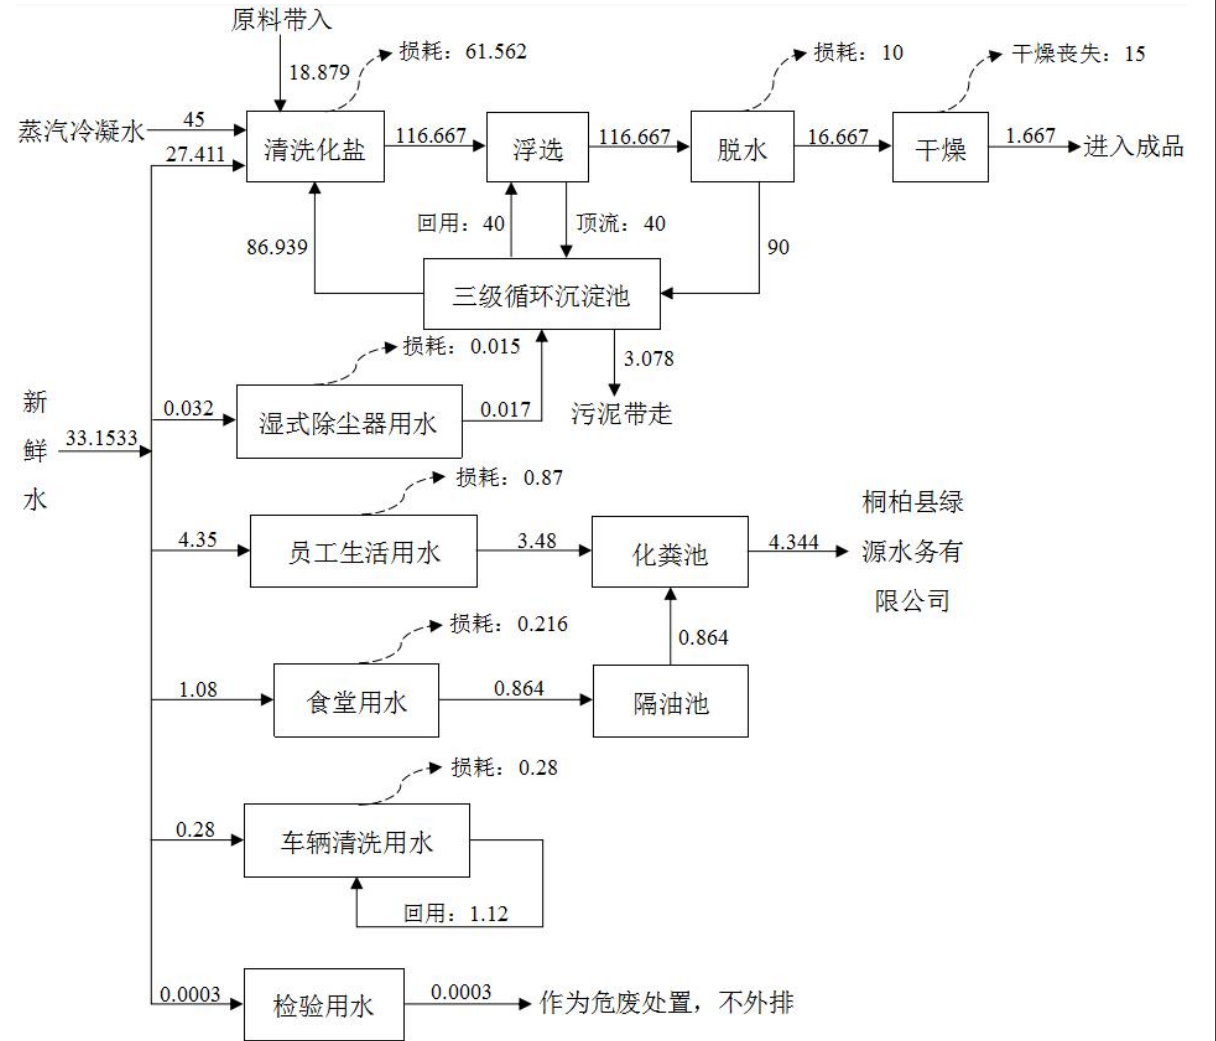 原料带入
18.879
损耗：61.562
损耗：10
干燥丧失：15
蒸汽冷凝水
45
27.411
清洗化盐
116.667
浮选
116.667
脱水
16.667
干燥
1.667
进入成品
86.939
回用：40
顶流：40
90
三级循环沉淀池
损耗：0.015
3.078
污泥带走
新
鲜
水
33.1533
0.032
湿式除尘器用水
0.017
损耗：0.87
4.35
员工生活用水
3.48
化粪池
4.344
桐柏县绿
源水务有
限公司
损耗：0.216
0.864
1.08
食堂用水
0.864
隔油池
损耗：0.28
0.28
车辆清洗用水
回用：1.12
0.0003
检验用水
0.0003
作为危废处置，不外排